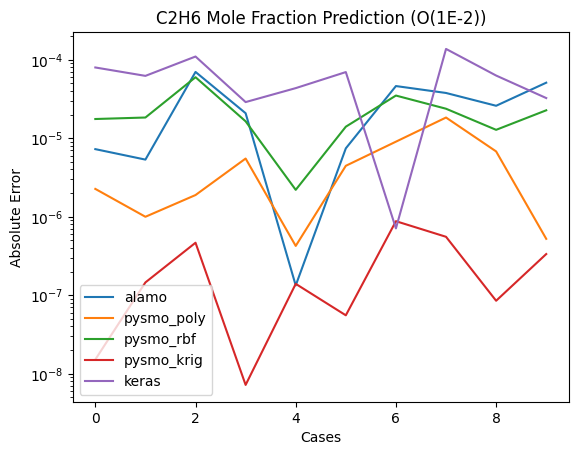 C2H6 Mole Fraction Prediction (O(1E-2))
Absolute Error
10⁻⁴
10⁻⁵
10⁻⁶
10⁻⁷
10⁻⁸
alamo
pysmo_poly
pysmo_rbf
pysmo_krig
keras
0 2 4 6 8
Cases